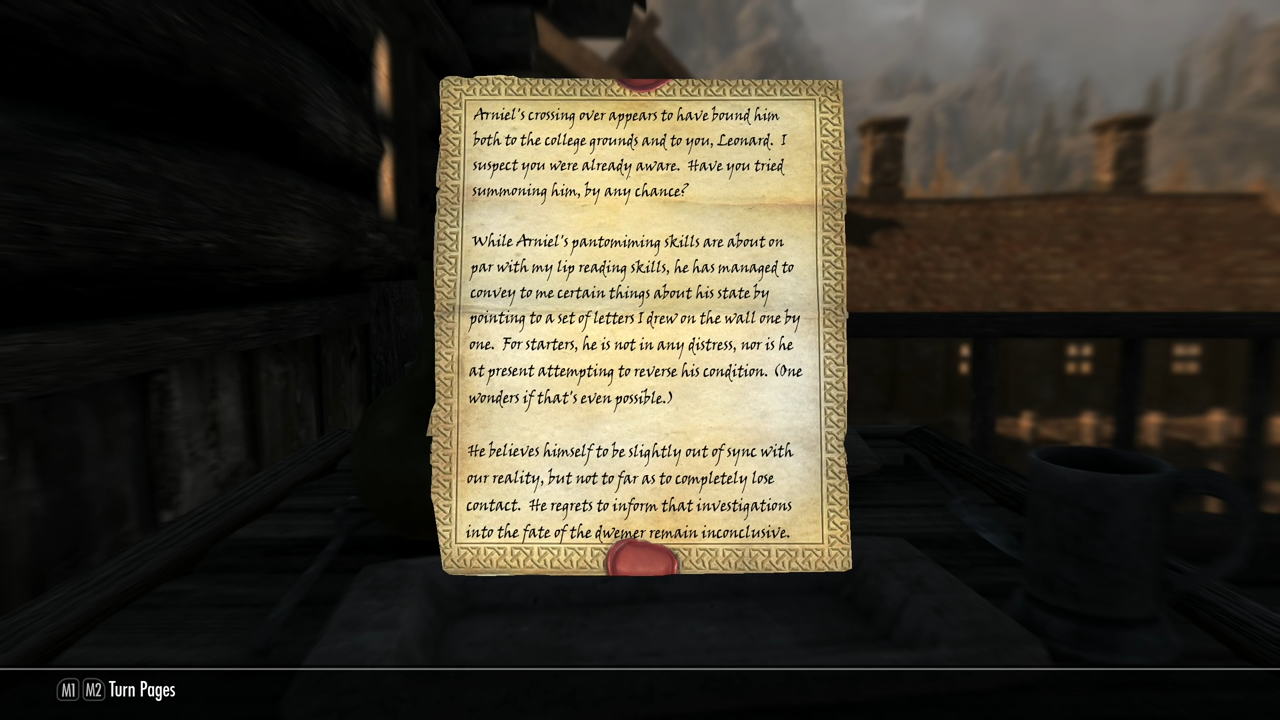 Arniel's crossing over appears to have bound him
both to the college grounds and to you, Leonard. I
suspect you were already aware. Have you tried
summoning him, by any chance?
While Arniel's pantomiming skills are about on
par with my lip reading skills, he has managed to
convey to me certain things about his state by
pointing to a set of letters I drew on the wall one by
one. For starters, he is not in any distress, nor is he
at present attempting to reverse his condition. (One
wonders if that's even possible.)
He believes himself to be slightly out of sync with
our reality, but not to far as to completely lose
contact. He regrets to inform that investigations
into the fate of the dwemer remain inconclusive.
M1 M2 Turn Pages